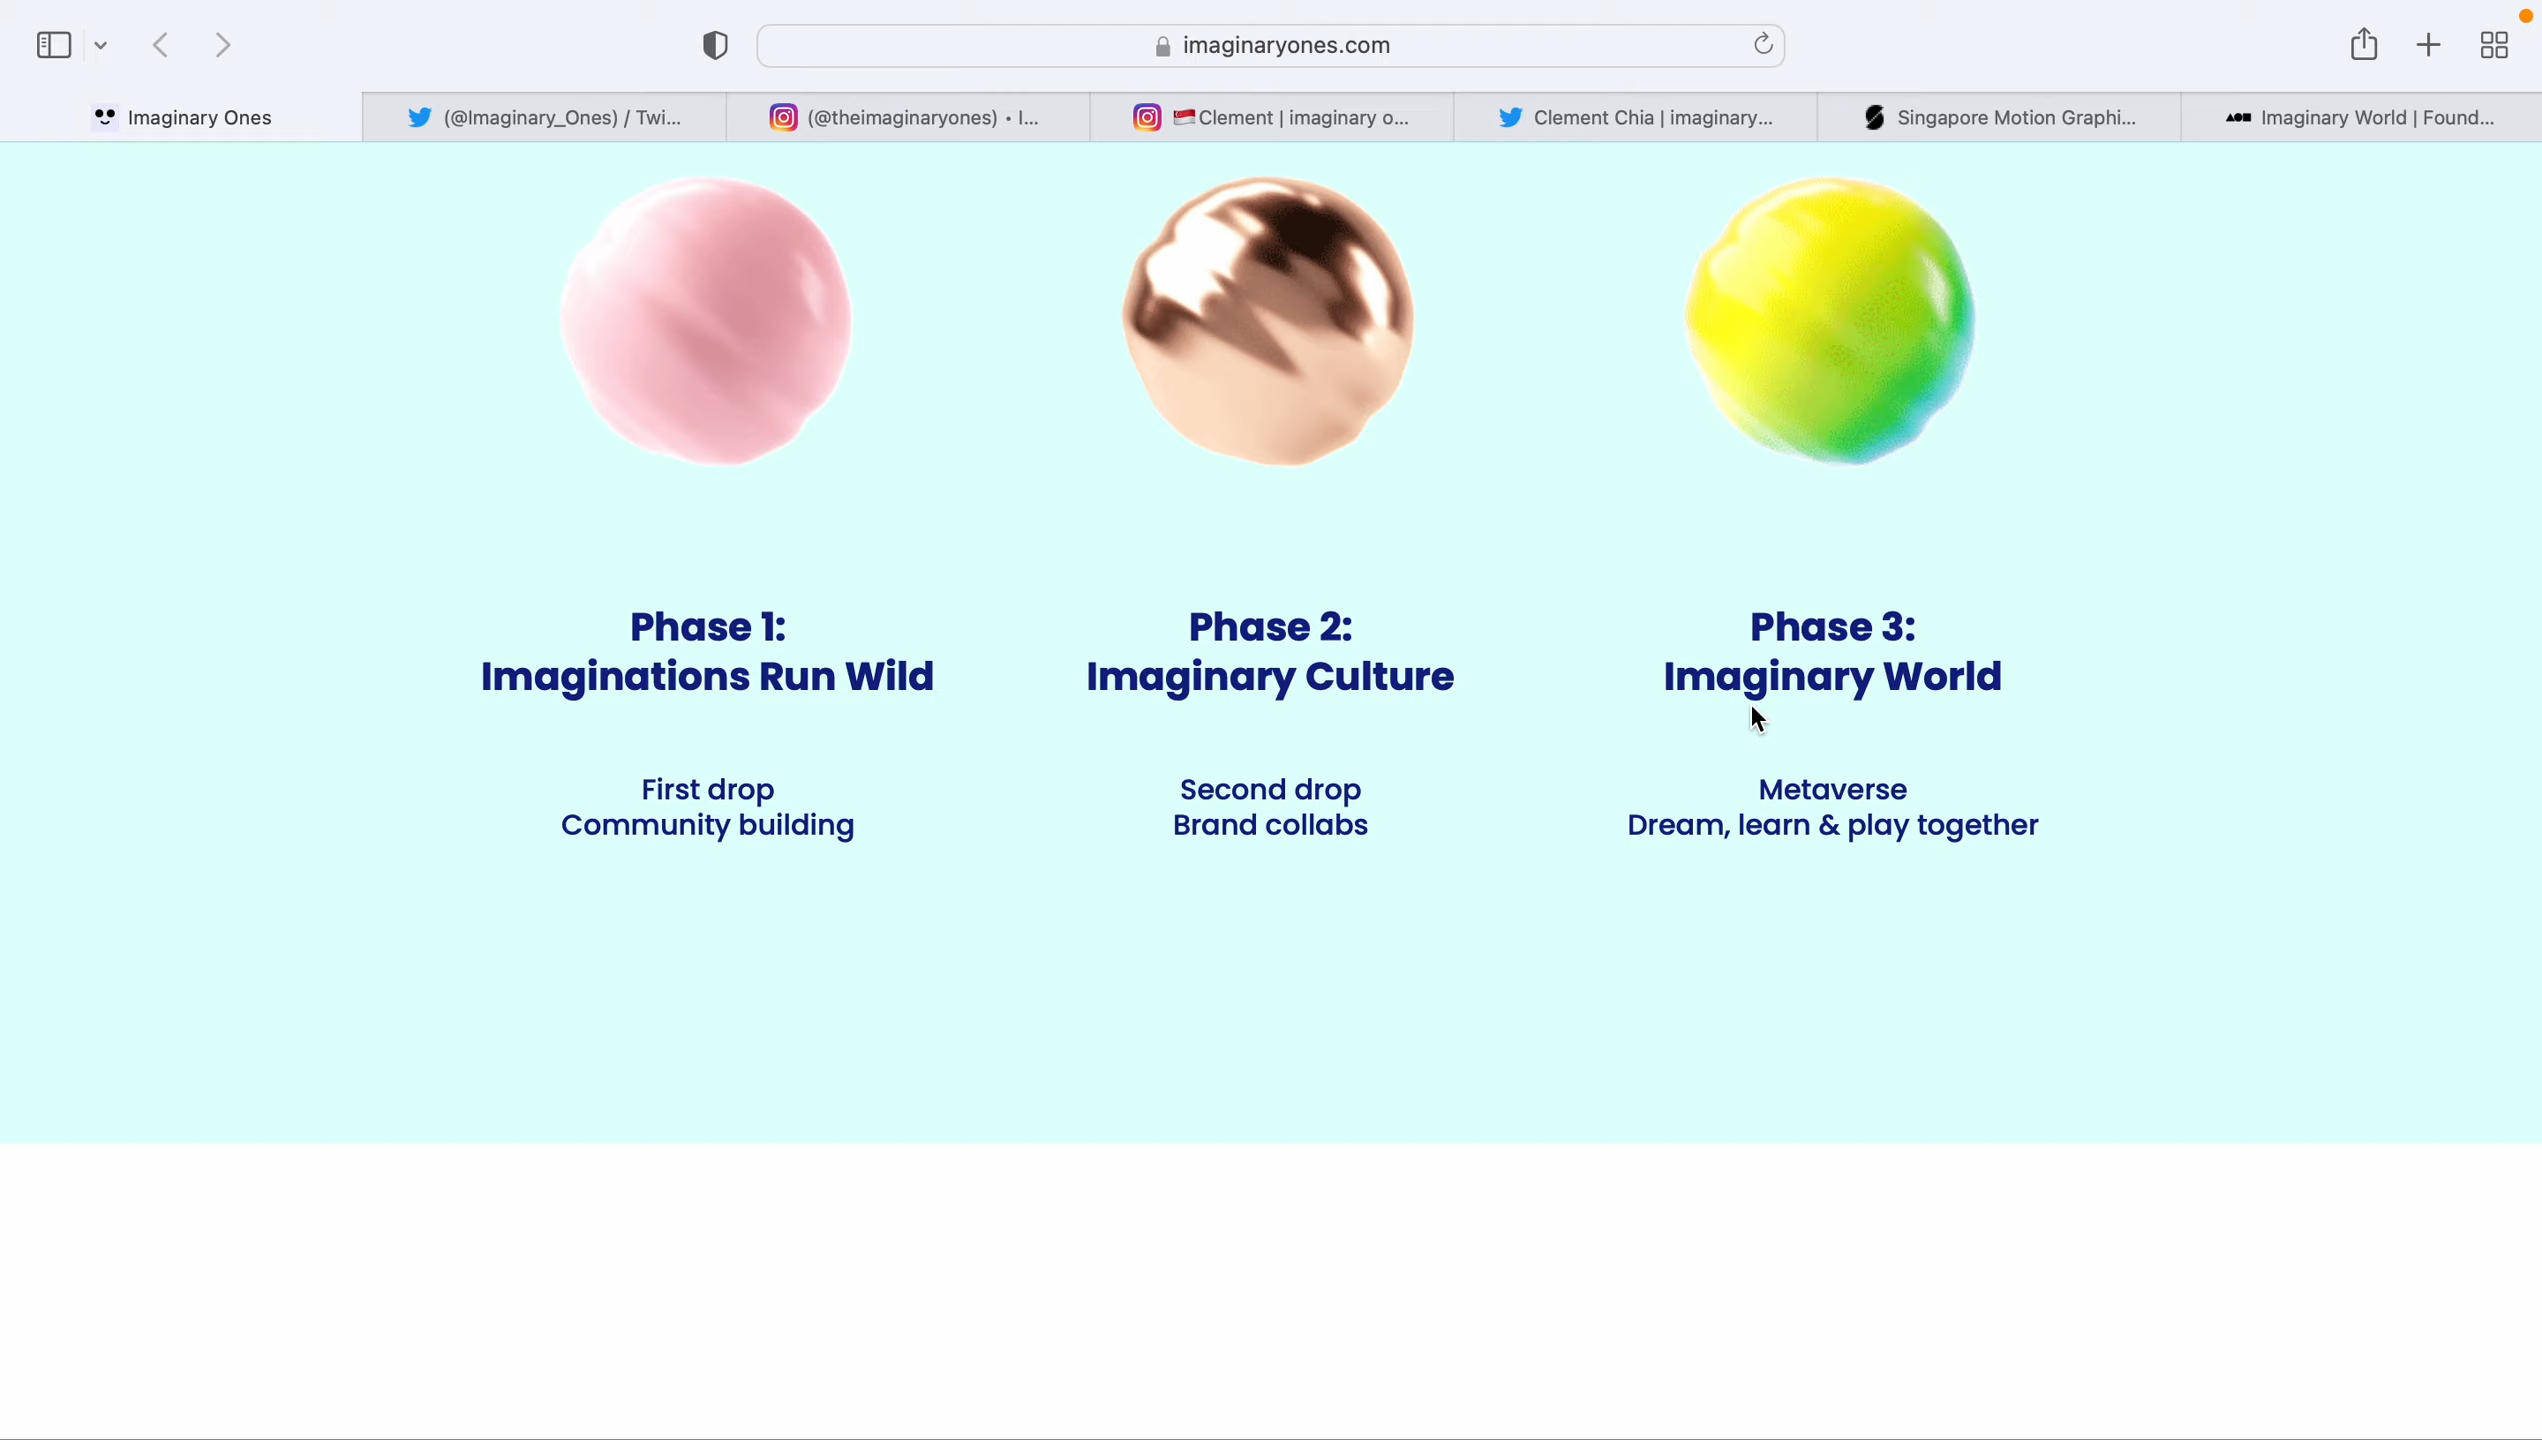 imaginaryones.com
Imaginary Ones
(@Imaginary_Ones) / Twi...
(@theimaginaryones) • I...
🇸🇬Clement | imaginary o...
Clement Chia | imaginary...
Singapore Motion Graphi...
Imaginary World | Found...
Phase 1:
Imaginations Run Wild
First drop
Community building
Phase 2:
Imaginary Culture
Second drop
Brand collabs
Phase 3:
Imaginary World
Metaverse
Dream, learn & play together